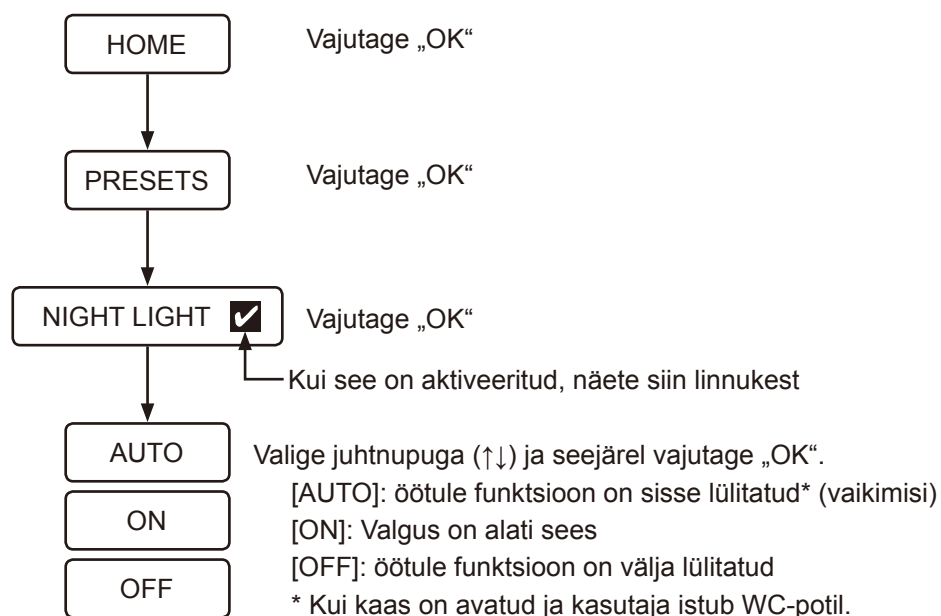 HOME
Vajutage „OK“
PRESETS
Vajutage „OK“
NIGHT LIGHT ✔
Vajutage „OK“
Kui see on aktiveeritud, näete siin linnukest
AUTO
Valige juhtnupuga (↑↓) ja seejärel vajutage „OK“.
[AUTO]: öötule funktsioon on sisse lülitatud* (vaikimisi)
ON
[ON]: Valgus on alati sees
[OFF]: öötule funktsioon on välja lülitatud
OFF
* Kui kaas on avatud ja kasutaja istub WC-potil.